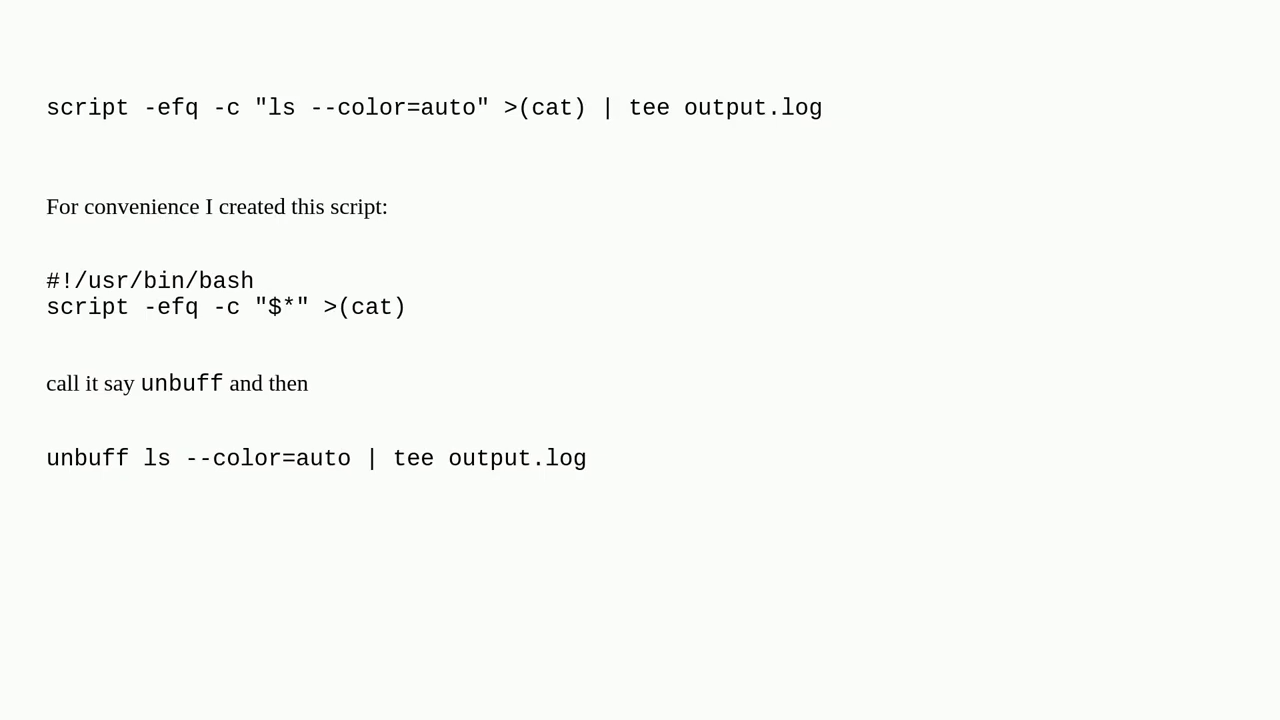 script -efq -c "ls --color=auto" >(cat) | tee output.log
For convenience I created this script:
#!/usr/bin/bash
script -efq -c "$*" >(cat)
call it say unbuff and then
unbuff ls --color=auto | tee output.log